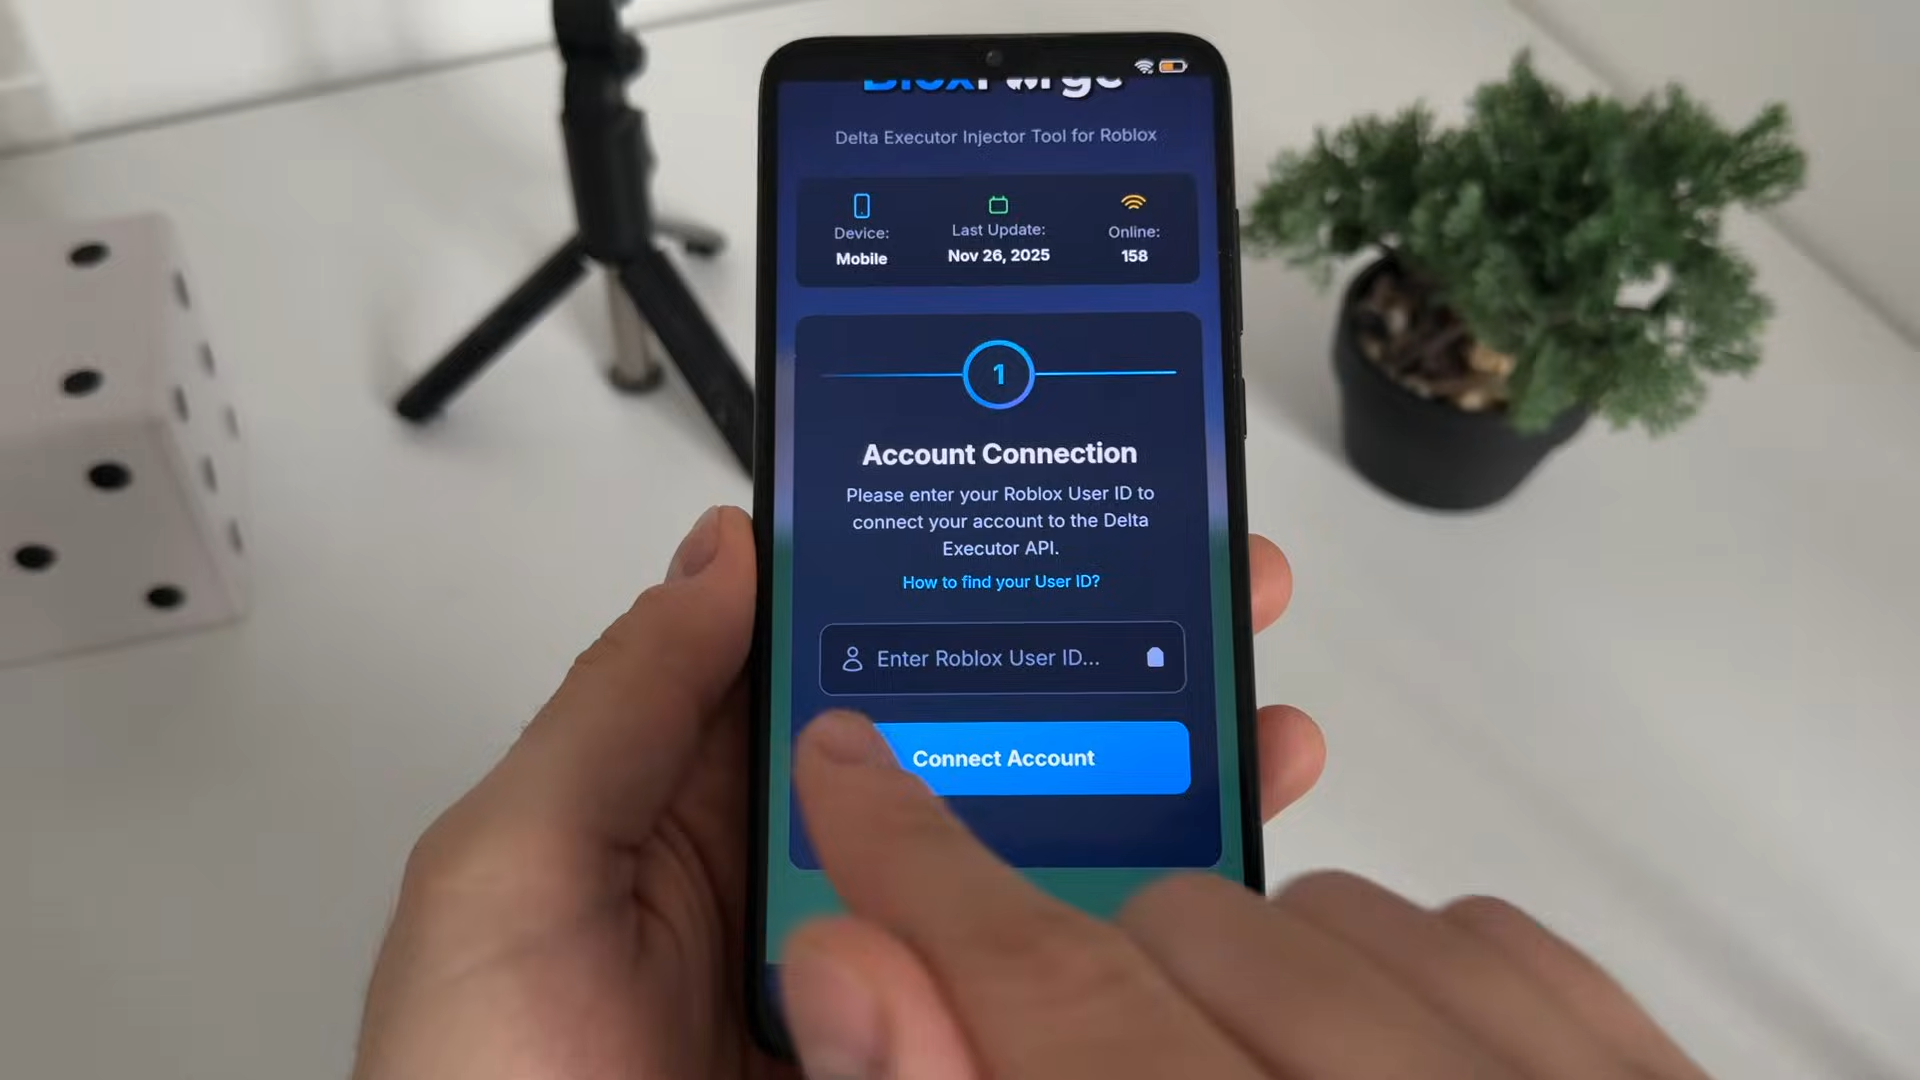 Delta Executor Injector Tool for Roblox
Device:
Mobile
Last Update:
Nov 26, 2025
Online:
158
1
Account Connection
Please enter your Roblox User ID to
connect your account to the Delta
Executor API.
How to find your User ID?
Enter Roblox User ID...
Connect Account